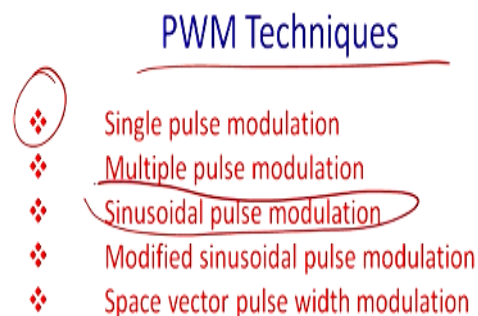 PWM Techniques
Single pulse modulation
Multiple pulse modulation
Sinusoidal pulse modulation
Modified sinusoidal pulse modulation
Space vector pulse width modulation